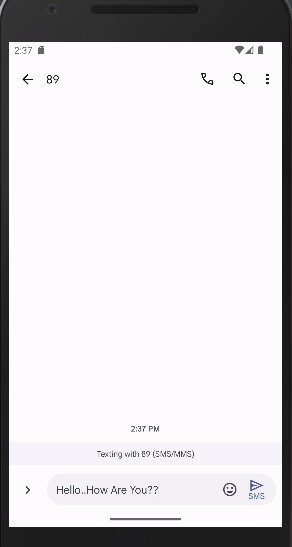 2:37
89
2:37 PM
Texting with 89 (SMS/MMS)
Hello..How Are You??
SMS